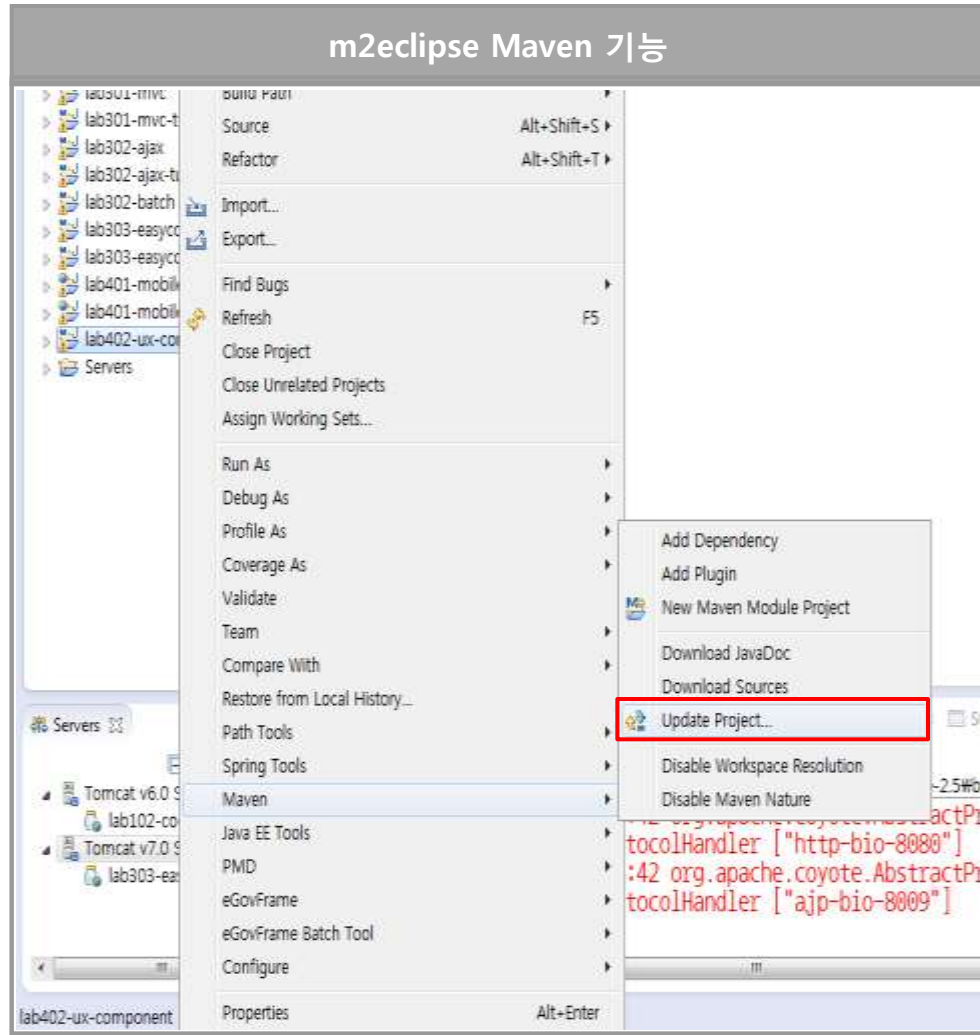 m2eclipse Maven 기능
lab301-mvc
Build Path
lab301-mvc-t
Source Alt+Shift+S
lab302-ajax
Refactor Alt+Shift+T
lab302-ajax-tu
lab302-batch
Import...
lab303-easyco
Export...
lab303-easyco
lab401-mobile
Find Bugs
lab401-mobile
Refresh F5
lab402-ux-cor
Close Project
Servers
Close Unrelated Projects
Assign Working Sets...
Run As
Debug As
Profile As
Coverage As
Validate
Team
Compare With
Restore from Local History...
Path Tools
Spring Tools
Maven
Java EE Tools
PMD
eGovFrame
eGovFrame Batch Tool
Configure
Properties Alt+Enter
Add Dependency
Add Plugin
New Maven Module Project
Download JavaDoc
Download Sources
Update Project...
Disable Workspace Resolution
Disable Maven Nature
Servers
Tomcat v6.0 S
lab102-co
Tomcat v7.0 S
lab303-eas
tocolHandler ["http-bio-8080"]
:42 org.apache.coyote.AbstractPr
tocolHandler ["ajp-bio-8009"]
lab402-ux-component